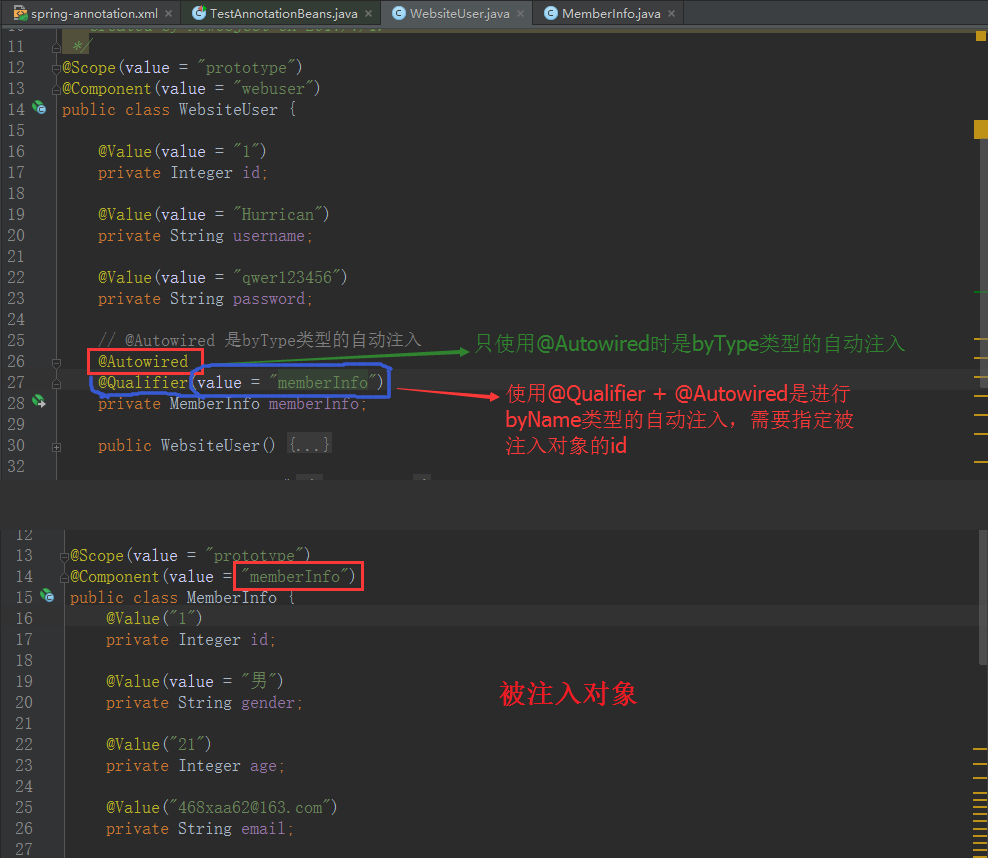 spring-annotation.xml × TestAnnotationBeans.java × WebsiteUser.java × MemberInfo.java ×
11 */
12 @Scope(value = "prototype")
13 @Component(value = "webuser")
14 public class WebsiteUser {
15
16 @Value(value = "1")
17 private Integer id;
18
19 @Value(value = "Hurrican")
20 private String username;
21
22 @Value(value = "qwer123456")
23 private String password;
24
25 // @Autowired 是byType类型的自动注入
只使用@Autowired时是byType类型的自动注入
26 @Autowired
27 @Qualifier(value = "memberInfo")
28 private MemberInfo memberInfo;
使用@Qualifier + @Autowired是进行
byName类型的自动注入，需要指定被
注入对象的id
29
30 public WebsiteUser() {...}
32
12
13 @Scope(value = "prototype")
14 @Component(value = "memberInfo")
15 public class MemberInfo {
16 @Value("1")
17 private Integer id;
18
19 @Value(value = "男")
20 private String gender;
被注入对象
21
22 @Value("21")
23 private Integer age;
24
25 @Value("468xaa62@163.com")
26 private String email;
27